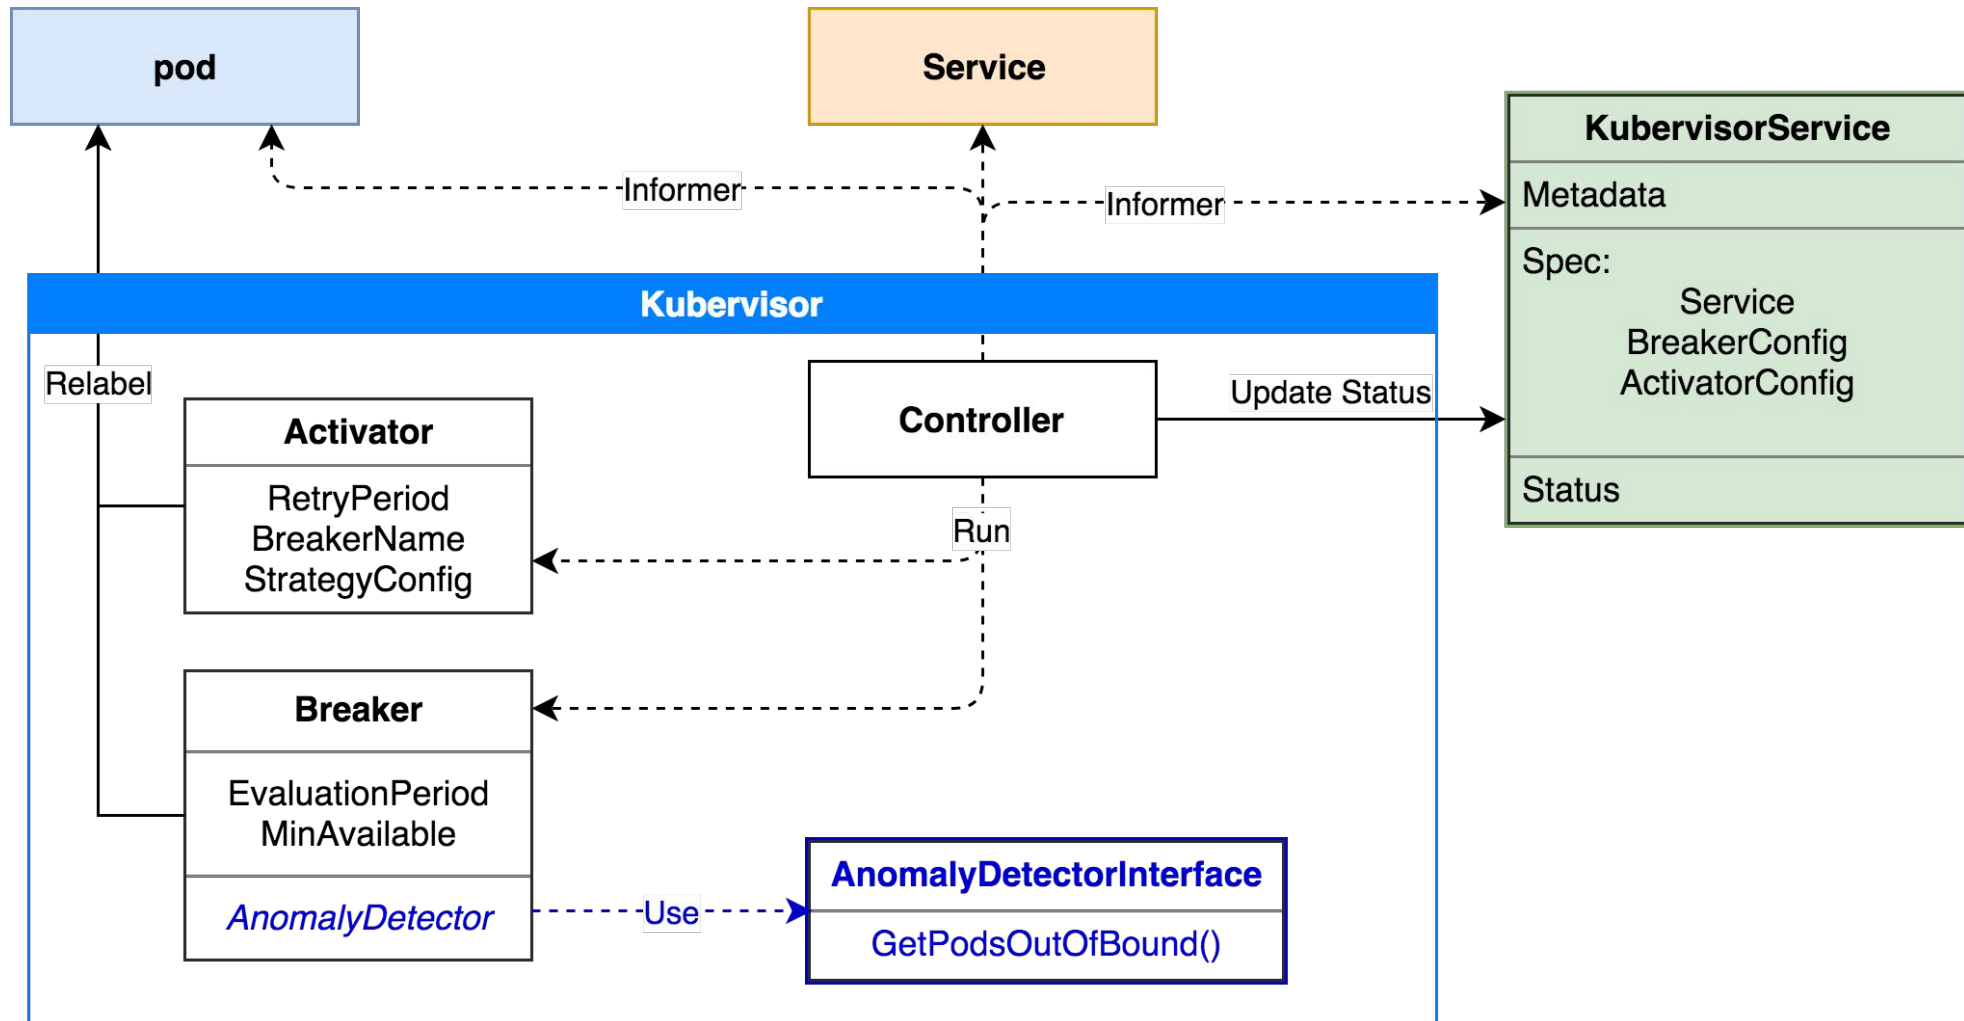 pod
Service
KubervisorService
Metadata
Spec:
Service
BreakerConfig
ActivatorConfig
Status
Informer
Informer
Kubervisor
Relabel
Activator
RetryPeriod
BreakerName
StrategyConfig
Controller
Update Status
Run
Breaker
EvaluationPeriod
MinAvailable
AnomalyDetector
Use
AnomalyDetectorInterface
GetPodsOutOfBound()